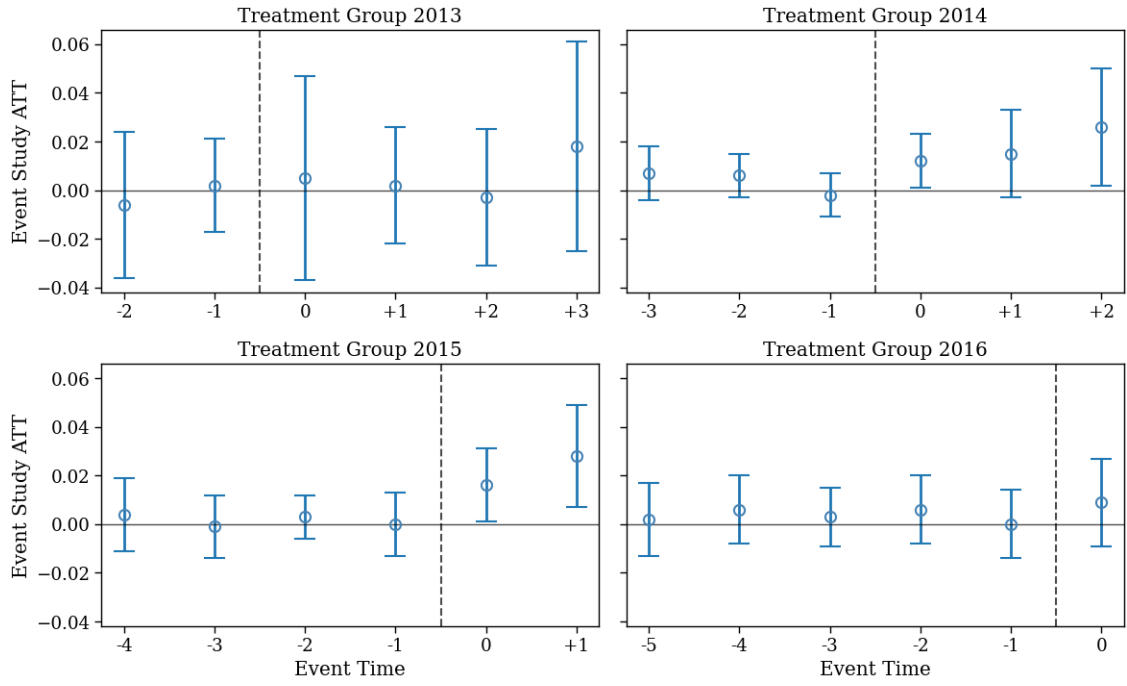 Treatment Group 2013
Treatment Group 2014
Event Study ATT
0.06
0.04
0.02
0.00
−0.02
−0.04
-2 -1 0 +1 +2 +3
-3 -2 -1 0 +1 +2
Treatment Group 2015
Treatment Group 2016
Event Study ATT
0.06
0.04
0.02
0.00
−0.02
−0.04
-4 -3 -2 -1 0 +1
-5 -4 -3 -2 -1 0
Event Time
Event Time